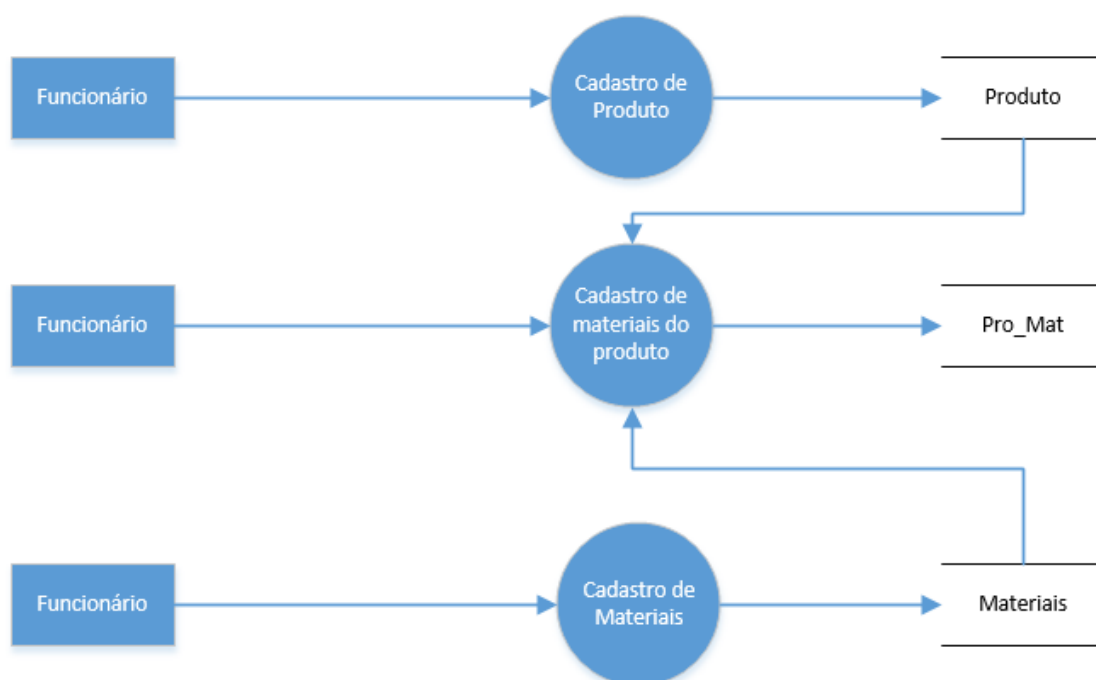 Funcionário
Cadastro de
Produto
Produto
Funcionário
Cadastro de
materiais do
produto
Pro_Mat
Funcionário
Cadastro de
Materiais
Materiais